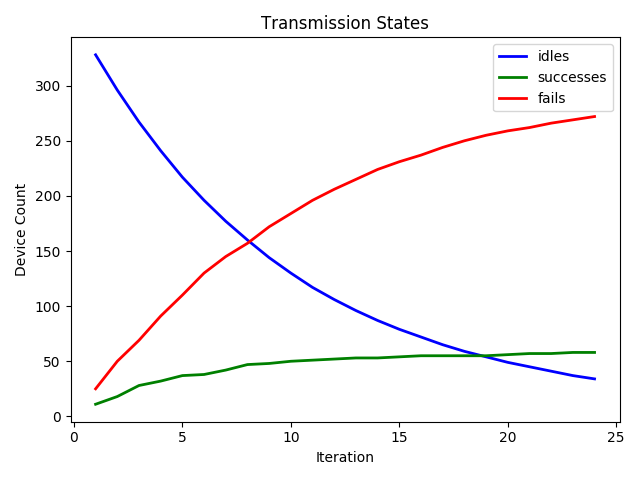 Transmission States
idles
successes
fails
Device Count
300
250
200
150
100
50
0
0 5 10 15 20 25
Iteration